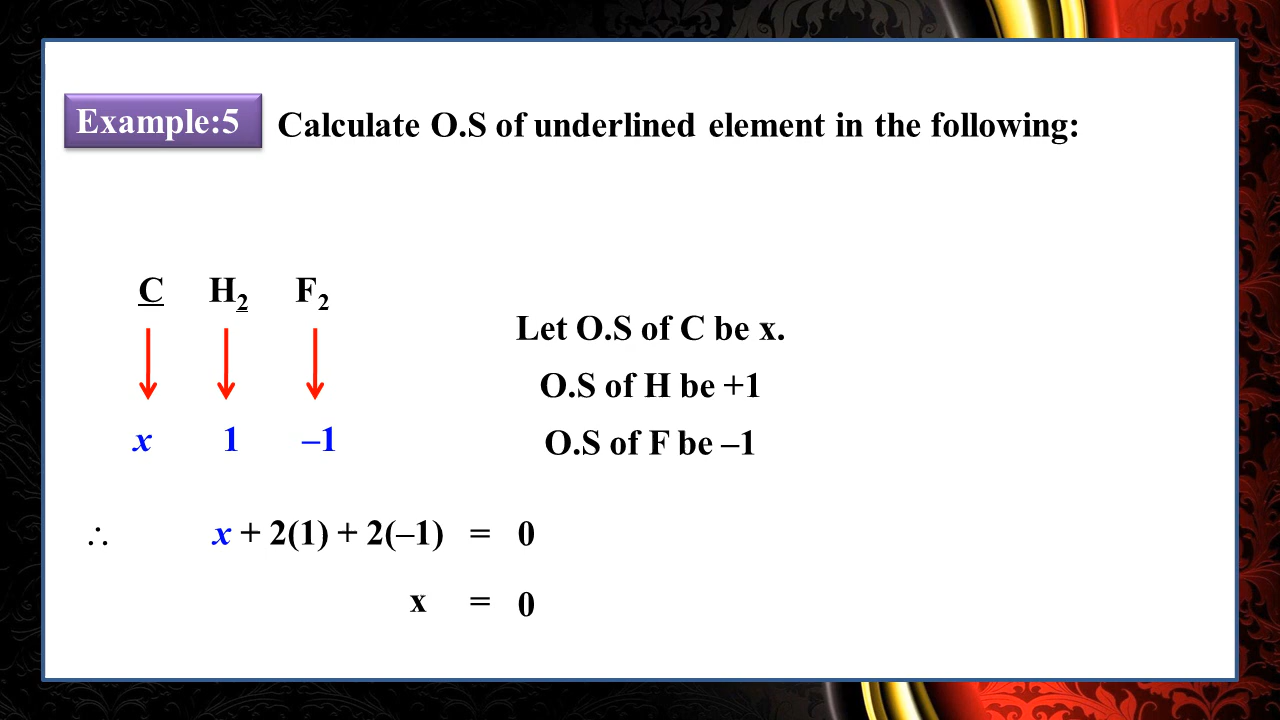 Example:5 Calculate O.S of underlined element in the following:
C H₂ F₂
Let O.S of C be x.
O.S of H be +1
x 1 –1
O.S of F be –1
∴ x + 2(1) + 2(–1) = 0
x = 0